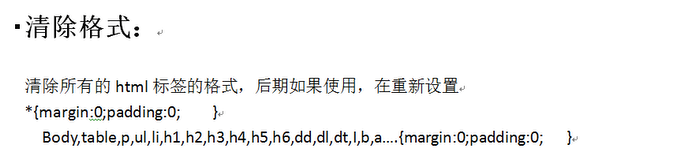 ▪清除格式：
清除所有的 html 标签的格式，后期如果使用，在重新设置
*{margin:0;padding:0; }
Body,table,p,ul,li,h1,h2,h3,h4,h5,h6,dd,dl,dt,I,b,a....{margin:0;padding:0; }